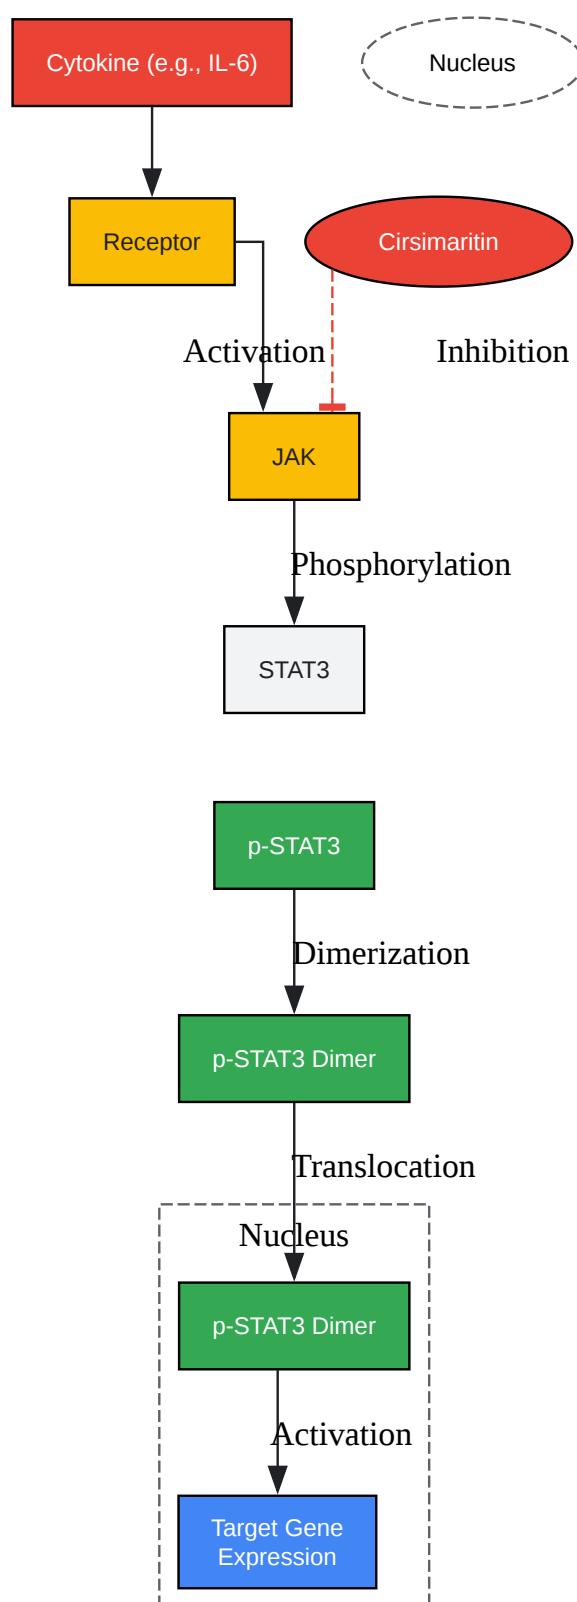 Cytokine (e.g., IL-6)
Nucleus
Receptor
Cirsimaritin
Activation
Inhibition
JAK
Phosphorylation
STAT3
p-STAT3
Dimerization
p-STAT3 Dimer
Translocation
Nucleus
p-STAT3 Dimer
Activation
Target Gene
Expression